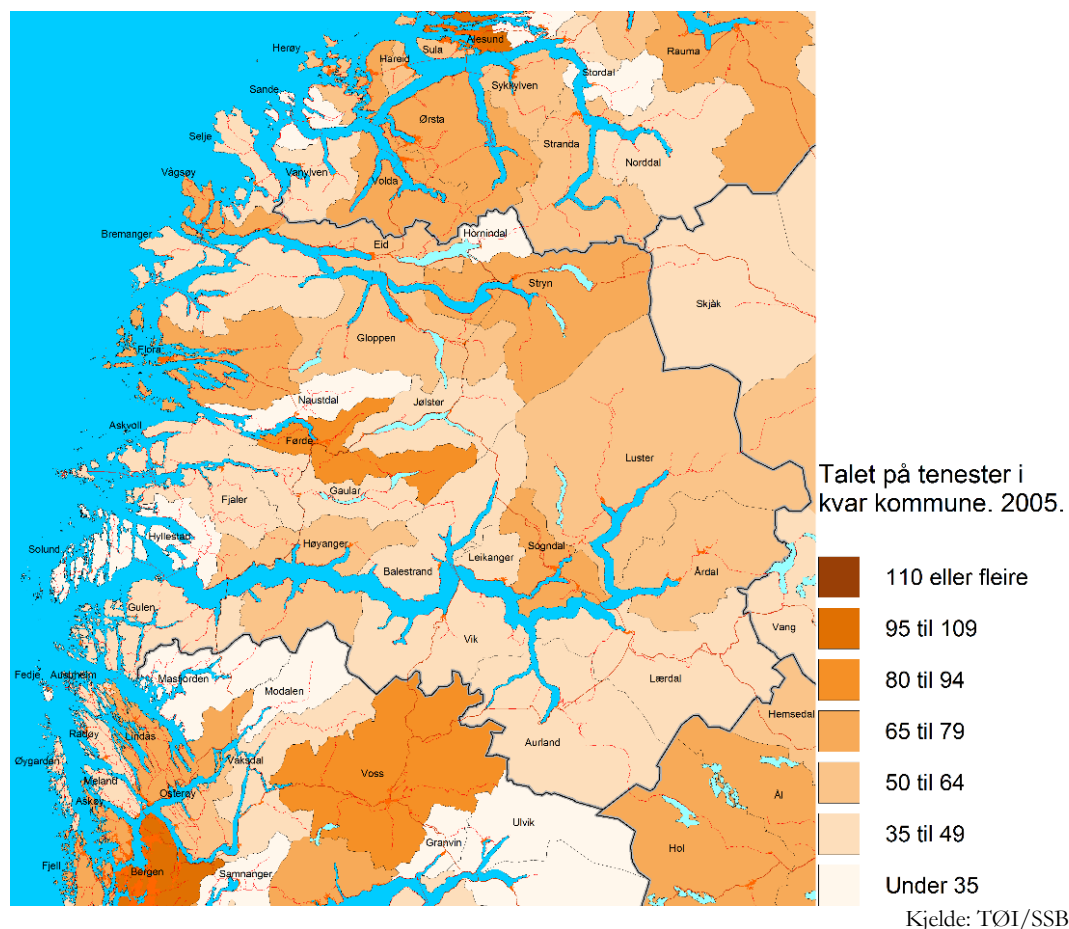 Ålesund
Herøy
Sula
Rauma
Hareid
Stordal
Sykkylven
Sande
Ørsta
Selje
Stranda
Norddal
Vanylven
Vågsøy
Volda
Bremanger
Hornindal
Eid
Stryn
Skjåk
Gloppen
Flora
Naustdal
Jølster
Askvoll
Førde
Luster
Talet på tenester i
kvar kommune. 2005.
Gaular
Fjaler
Hyllestad
Høyanger
Sogndal
Solund
Leikanger
Balestrand
Årdal
110 eller fleire
Gulen
Vang
95 til 109
Vik
Fedje
Austrheim
Masfjorden
Lærdal
80 til 94
Modalen
Hemsedal
Radøy
Lindås
65 til 79
Aurland
Øygarden
Vaksdal
Voss
Meland
Osterøy
Ål
50 til 64
Askøy
Ulvik
35 til 49
Granvin
Hol
Fjell
Bergen
Samnanger
Under 35
Kjelde: TØI/SSB